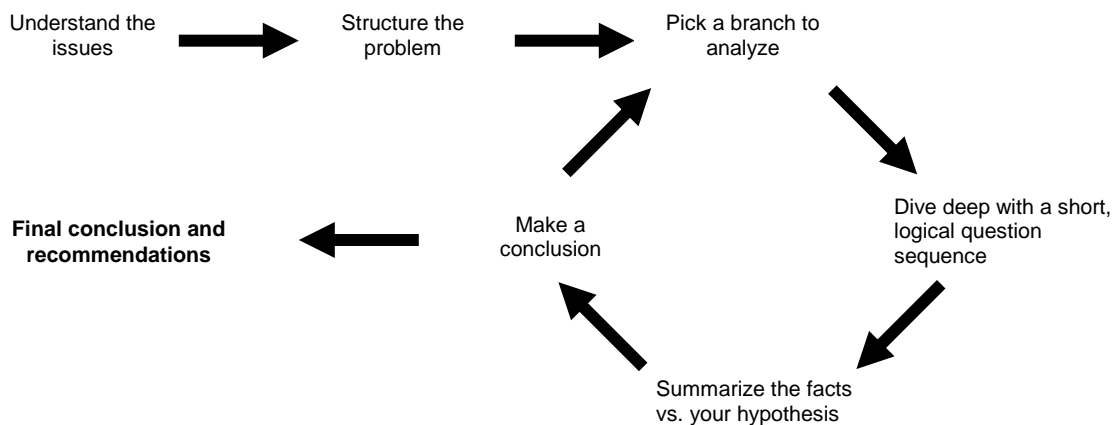 Understand the
issues
Structure the
problem
Pick a branch to
analyze
Dive deep with a short,
logical question
sequence
Summarize the facts
vs. your hypothesis
Make a
conclusion
Final conclusion and
recommendations